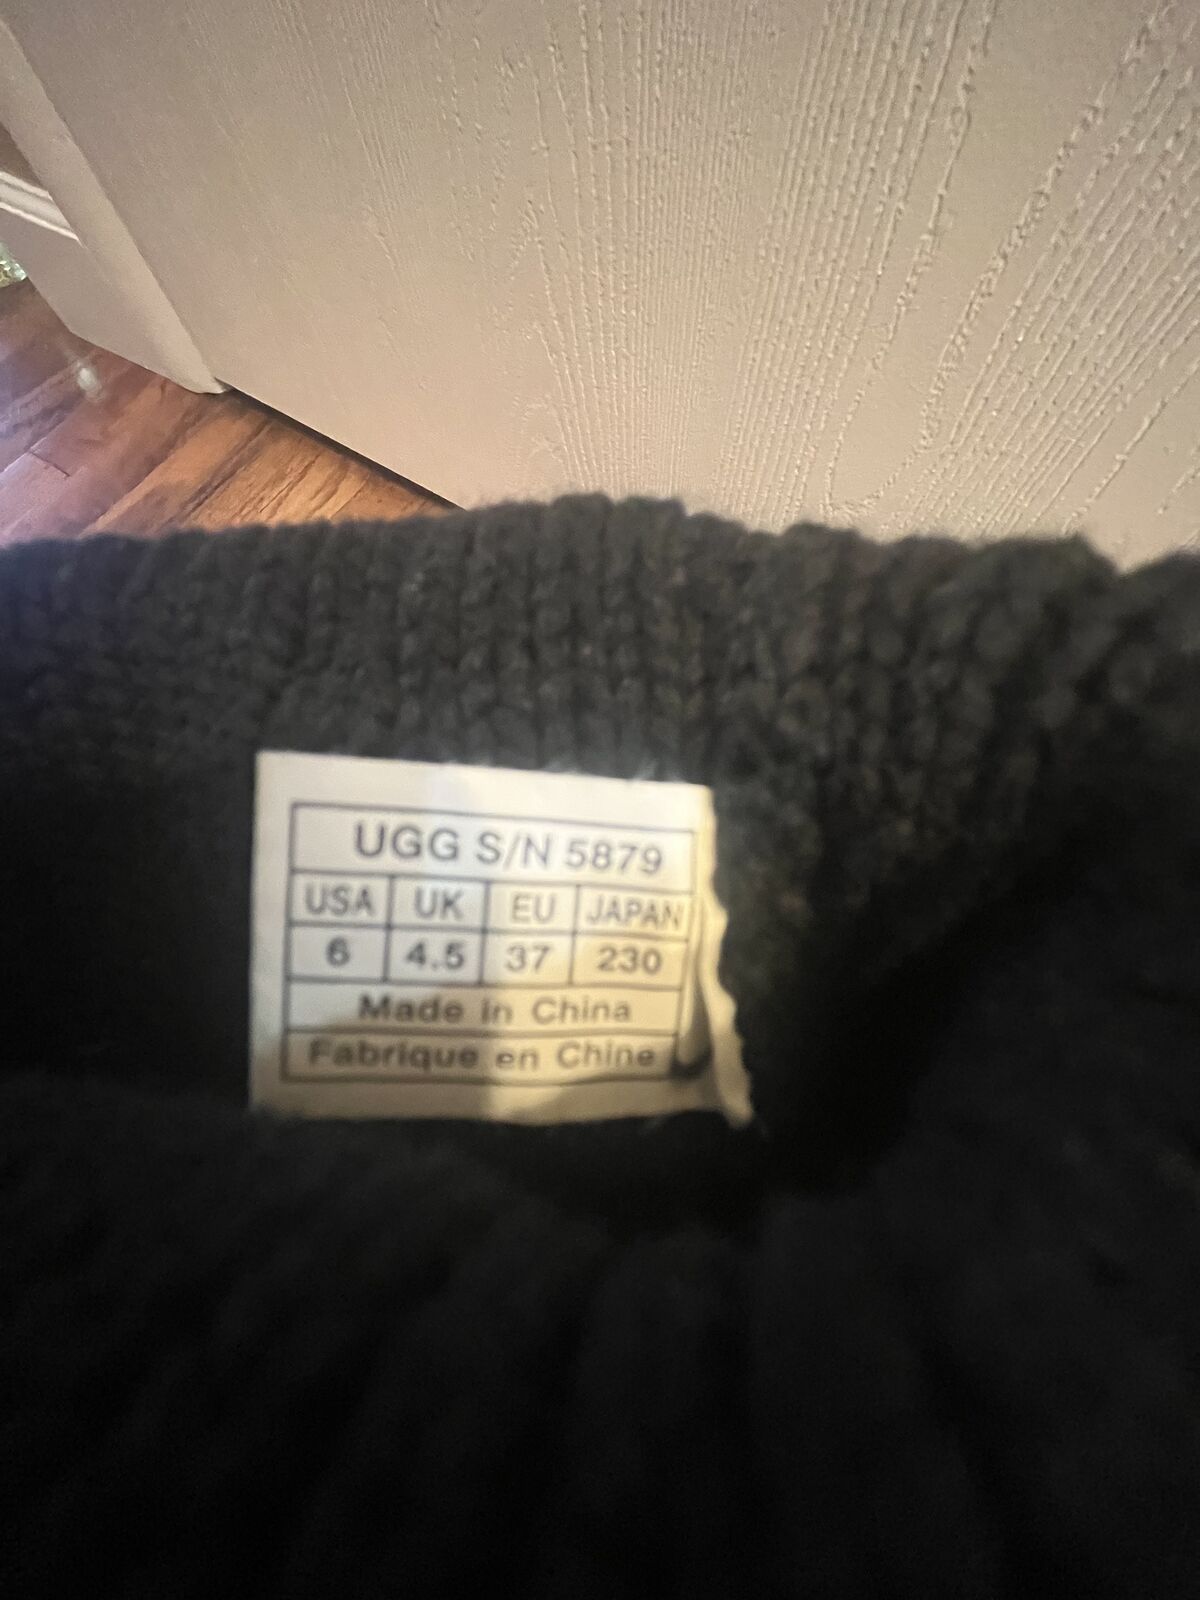 UGG S/N 5879
USA UK EU JAPAN
6 4.5 37 230
Made in China
Fabrique en Chine